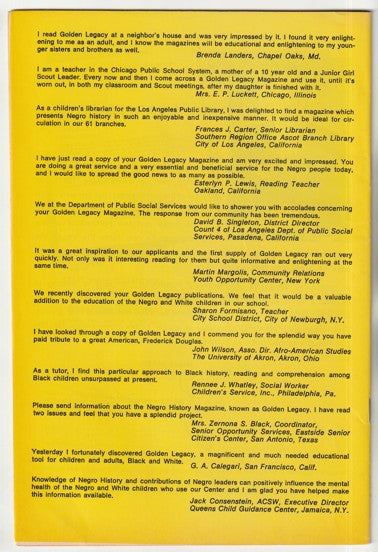 I read Golden Legacy at a neighbor's house and was very impressed by it. I found it very enlight-
ening to me as an adult, and I know the magazines will be educational and enlightening to my youn-
ger sisters and brothers as well.
Brenda Landers, Chapel Oaks, Md.
I am a teacher in the Chicago Public School System, a mother of a 10 year old and a Junior Girl
Scout Leader. Every now and then I come across a Golden Legacy Magazine and use it, until it's
worn out, in both my classroom and Scout meetings, after my daughter is finished with it.
Mrs. E. P. Luckett, Chicago, Illinois
As a children's librarian for the Los Angeles Public Library, I was delighted to find a magazine which
presents Negro history in such an enjoyable and inexpensive manner. It would be ideal for cir-
culation in our 61 branches.
Frances J. Carter, Senior Librarian
Southern Region Office Ascot Branch Library
City of Los Angeles, California
I have just read a copy of your Golden Legacy Magazine and am very excited and impressed. You
are doing a great service and a very essential and beneficial service for the Negro people today,
and I would like to spread the good news to as many as possible.
Esterlyn P. Lewis, Reading Teacher
Oakland, California
We at the Department of Public Social Services would like to shower you with accolades concerning
your Golden Legacy Magazine. The response from our community has been tremendous.
David B. Singleton, District Director
Count 4 of Los Angeles Dept. of Public Social
Services, Pasadena, California
It was a great inspiration to our applicants and the first supply of Golden Legacy ran out very
quickly. Not only was it interesting reading for them but quite informative and enlightening at the
same time.
Martin Margolis, Community Relations
Youth Opportunity Center, New York
We recently discovered your Golden Legacy publications. We feel that it would be a valuable
addition to the education of the Negro and White children in our school.
Sharon Formisano, Teacher
City School District, City of Newburgh, N.Y.
I have looked through a copy of Golden Legacy and I commend you for the splendid way you have
paid tribute to a great American, Frederick Douglas.
John Wilson, Asso. Dir. Afro-American Studies
The University of Akron, Akron, Ohio
As a tutor, I find this particular approach to Black history, reading and comprehension among
Black children unsurpassed at present.
Rennee J. Whatley, Social Worker
Children's Service, Inc., Philadelphia, Pa.
Please send information about the Negro History Magazine, known as Golden Legacy. I have read
two issues and feel that you have a splendid project.
Mrs. Zernona S. Black, Coordinator,
Senior Opportunity Services, Eastside Senior
Citizen's Center, San Antonio, Texas
Yesterday I fortunately discovered Golden Legacy, a magnificent and much needed educational
tool for children and adults, Black and White.
G. A. Calegari, San Francisco, Calif.
Knowledge of Negro History and contributions of Negro leaders can positively influence the mental
health of the Negro and White children who use our Center and I am glad you have helped make
this information available.
Jack Consenstein, ACSW, Executive Director
Queens Child Guidance Center, Jamaica, N.Y.